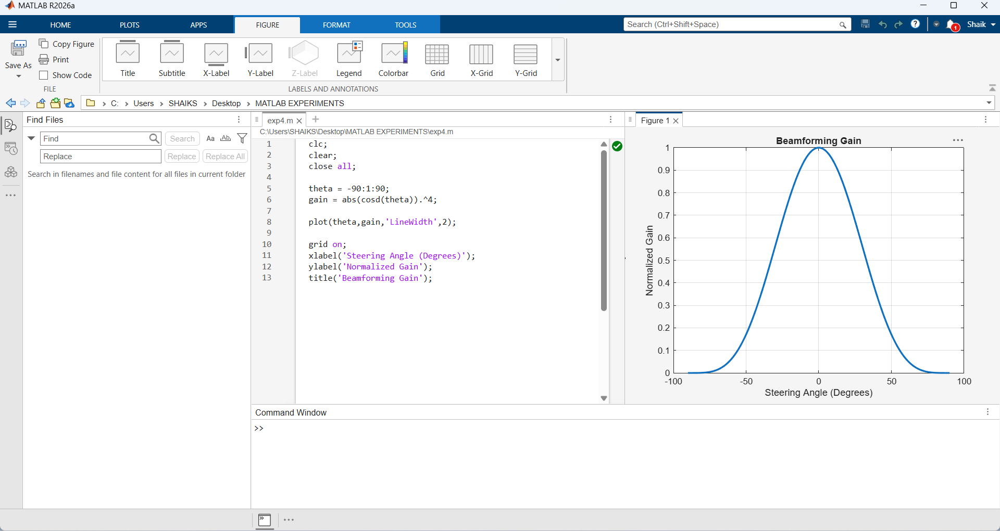 MATLAB R2026a
HOME PLOTS APPS FIGURE FORMAT TOOLS Search (Ctrl+Shift+Space) ? 1 Shaik
Save As
Copy Figure
Print
Show Code
FILE
Title Subtitle X-Label Y-Label Z-Label Legend Colorbar Grid X-Grid Y-Grid
LABELS AND ANNOTATIONS
C: › Users › SHAIKS › Desktop › MATLAB EXPERIMENTS
Find Files
Find Search Aa Ab.
Replace Replace Replace All
Search in filenames and file content for all files in current folder
exp4.m
C:\Users\SHAIKS\Desktop\MATLAB EXPERIMENTS\exp4.m
1 clc;
2 clear;
3 close all;
4
5 theta = -90:1:90;
6 gain = abs(cosd(theta)).^4;
7
8 plot(theta,gain,'LineWidth',2);
9
10 grid on;
11 xlabel('Steering Angle (Degrees)');
12 ylabel('Normalized Gain');
13 title('Beamforming Gain');
Figure 1
Beamforming Gain
Normalized Gain
1
0.9
0.8
0.7
0.6
0.5
0.4
0.3
0.2
0.1
0
-100 -50 0 50 100
Steering Angle (Degrees)
Command Window
>>